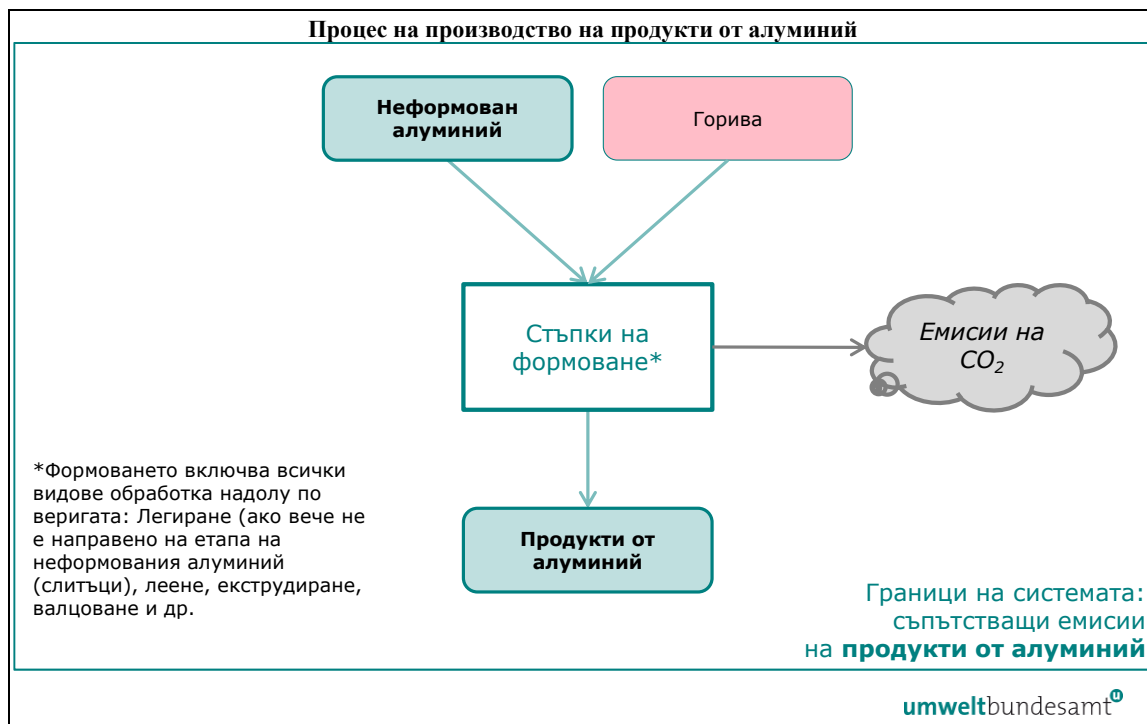 Процес на производство на продукти от алуминий
Неформован
алуминий
Горива
Стъпки на
формоване*
Емисии на
CO2
*Формоването включва всички
видове обработка надолу по
веригата: Легиране (ако вече не
е направено на етапа на
неформования алуминий
(слитъци), леене, екструдиране,
валцоване и др.
Продукти от
алуминий
Граници на системата:
съпътстващи емисии
на продукти от алуминий
umweltbundesamt u